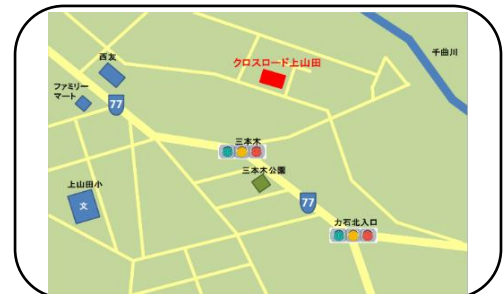 西友
クロスロード上山田
千曲川
ファミリー
マート
77
三本木
三本木公園
上山田小
文
77
力石北入口